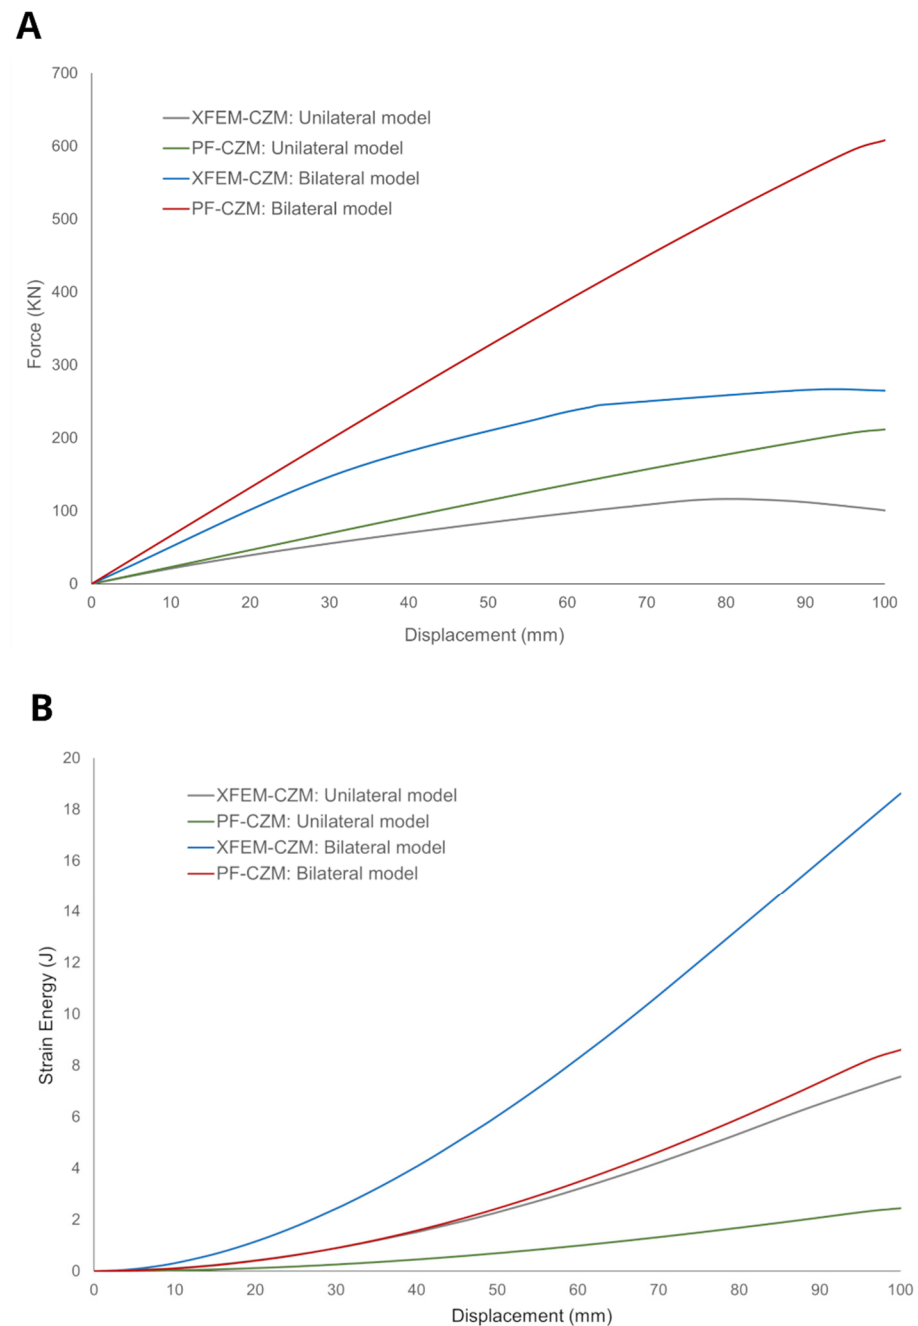 A
700
600
500
400
300
200
100
0
Force (KN)
XFEM-CZM: Unilateral model
PF-CZM: Unilateral model
XFEM-CZM: Bilateral model
PF-CZM: Bilateral model
0 10 20 30 40 50 60 70 80 90 100
Displacement (mm)
B
20
18
16
14
12
10
8
6
4
2
0
Strain Energy (J)
XFEM-CZM: Unilateral model
PF-CZM: Unilateral model
XFEM-CZM: Bilateral model
PF-CZM: Bilateral model
0 10 20 30 40 50 60 70 80 90 100
Displacement (mm)